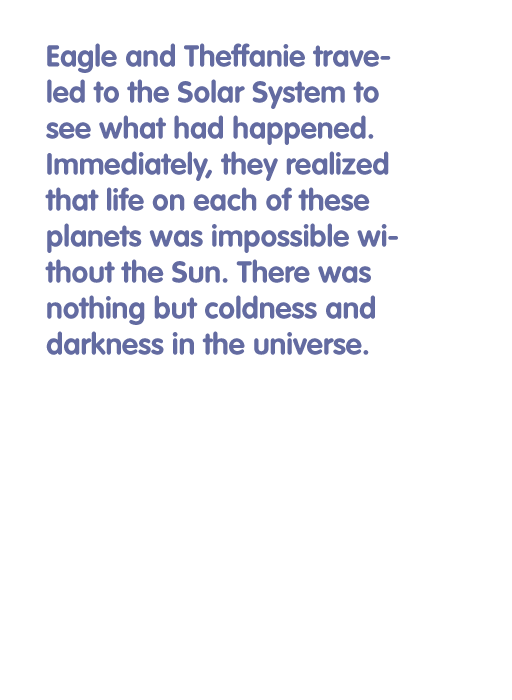 Eagle and Theffanie trave-
led to the Solar System to
see what had happened.
Immediately, they realized
that life on each of these
planets was impossible wi-
thout the Sun. There was
nothing but coldness and
darkness in the universe.